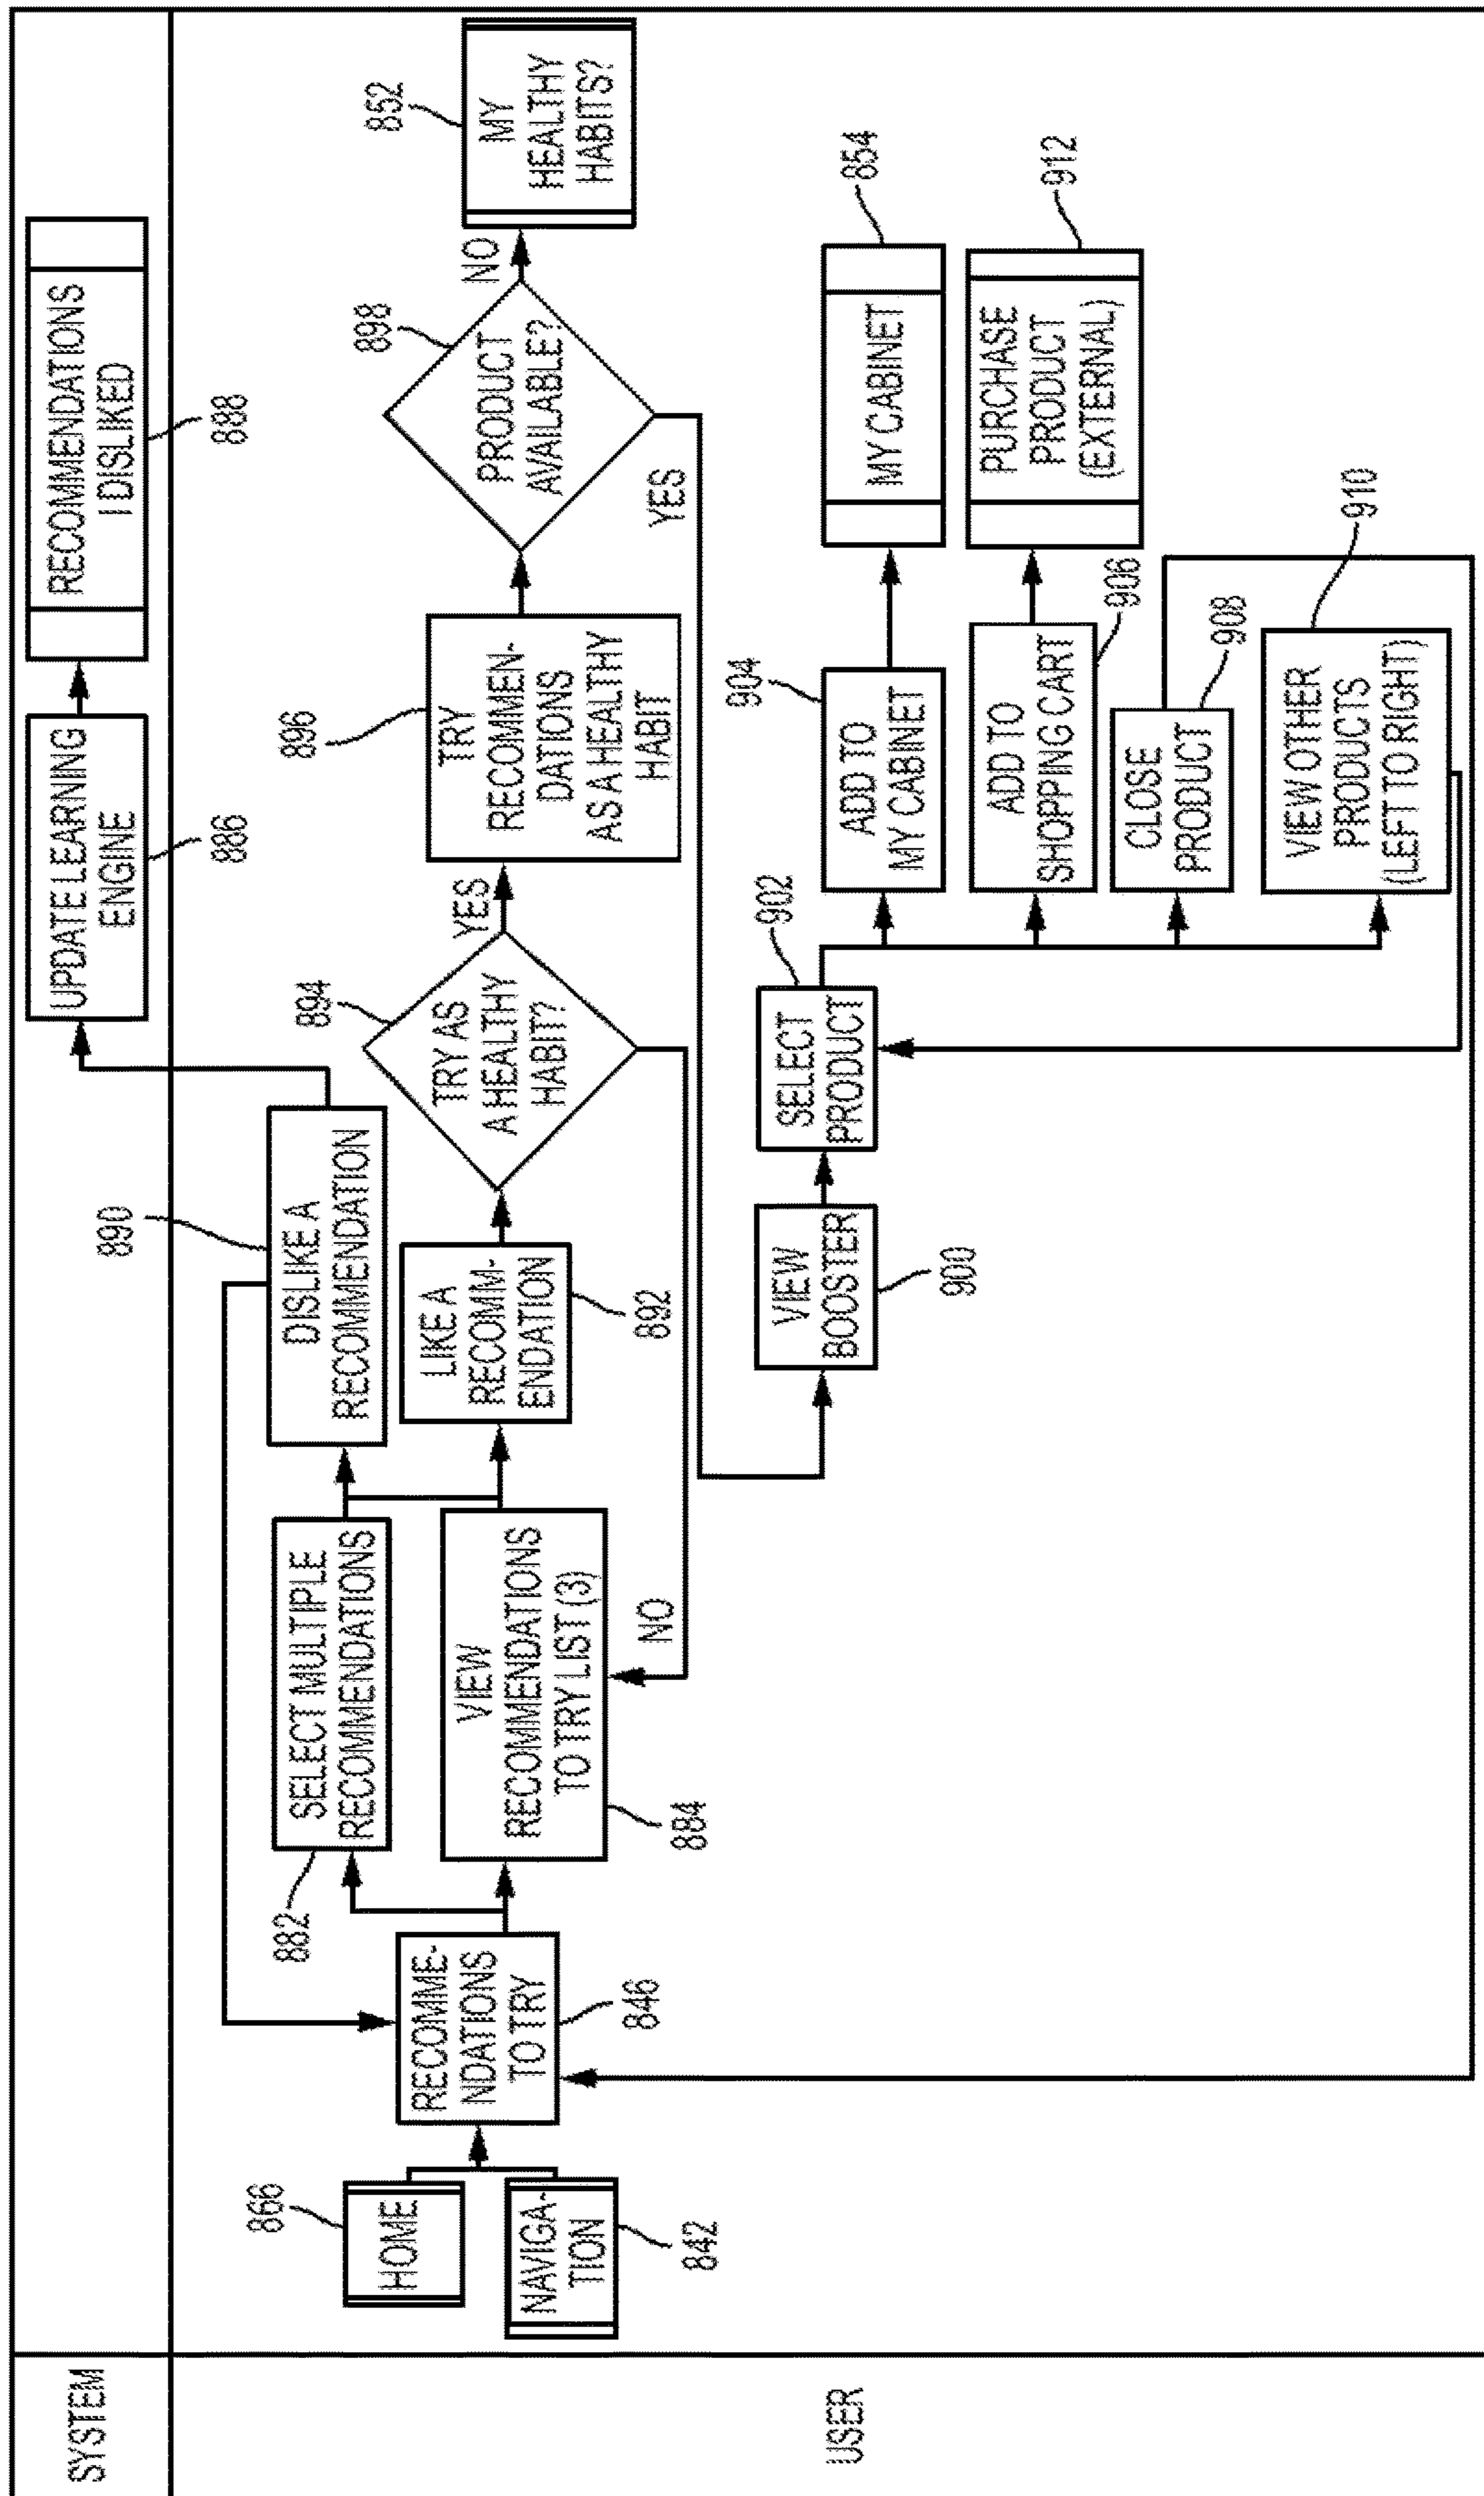 SYSTEM
UPDATE LEARNING
ENGINE
886
RECOMMENDATIONS
I DISLIKED
888
USER
866
HOME
NAVIGA-
TION
842
RECOMME-
NDATIONS
TO TRY
846
882
SELECT MULTIPLE
RECOMMENDATIONS
VIEW
RECOMMENDATIONS
TO TRY LIST (3)
884
NO
890
DISLIKE A
RECOMMENDATION
LIKE A
RECOMM-
ENDATION
892
894
TRY AS
A HEALTHY
HABIT?
YES
896
TRY
RECOMMEN-
DATIONS
AS A HEALTHY
HABIT
898
PRODUCT
AVAILABLE?
NO
YES
852
MY
HEALTHY
HABITS?
VIEW
BOOSTER
900
902
SELECT
PRODUCT
904
ADD TO
MY CABINET
854
MY CABINET
ADD TO
SHOPPING CART
906
PURCHASE
PRODUCT
(EXTERNAL)
912
CLOSE
PRODUCT
908
VIEW OTHER
PRODUCTS
(LEFT TO RIGHT)
910